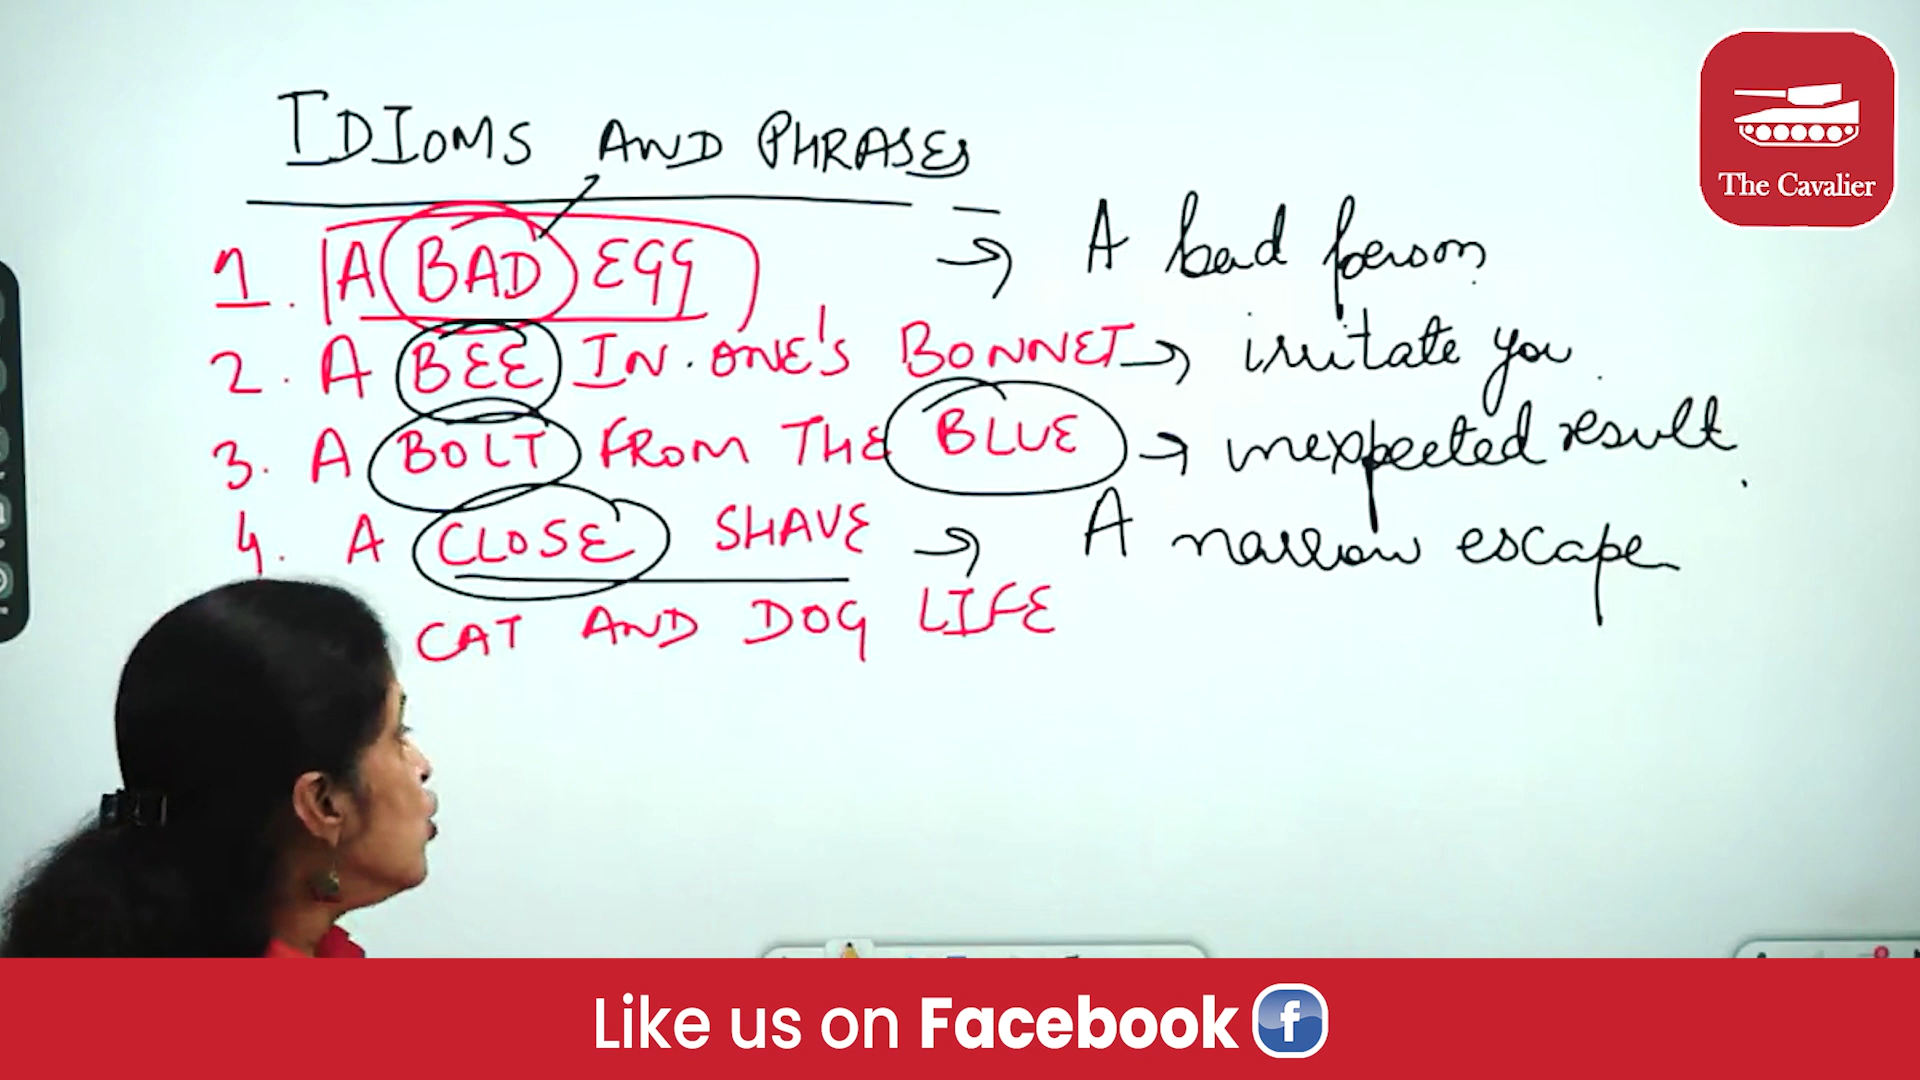 IDIOMS AND PHRASES
The Cavalier
1. A BAD EGG → A bad person
2. A BEE IN ONE'S BONNET → irritate you
3. A BOLT FROM THE BLUE → unexpected result.
4. A CLOSE SHAVE → A narrow escape
CAT AND DOG LIFE
Like us on Facebook